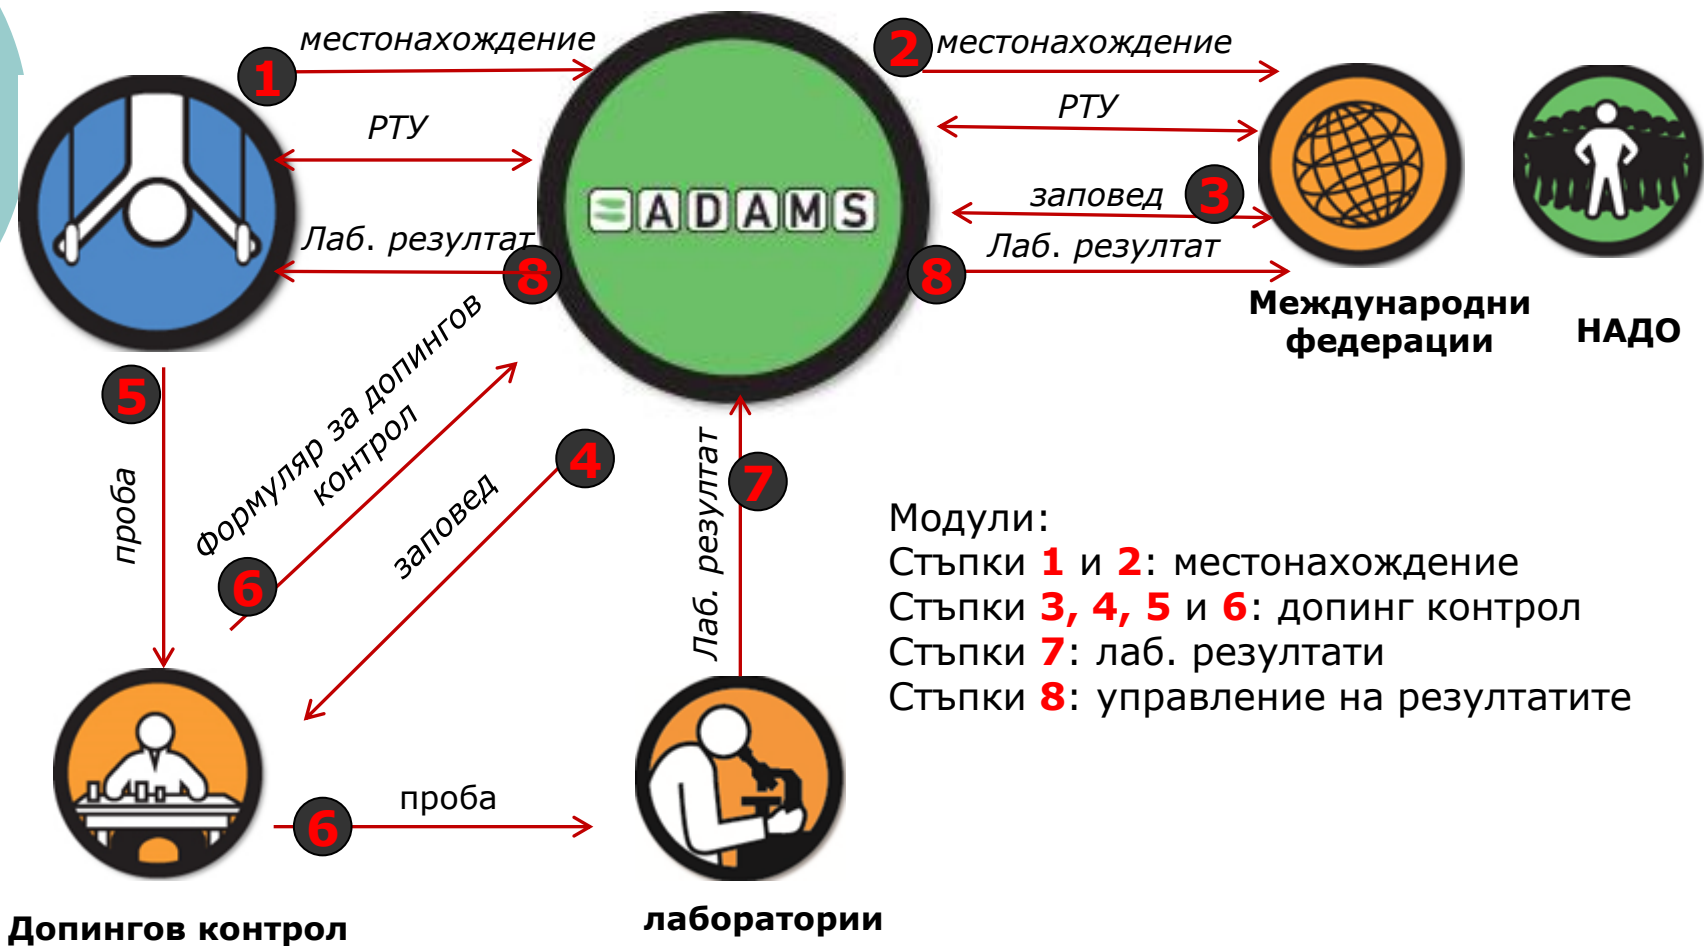 местонахождение
1
РТУ
Лаб. резултат
8
ADAMS
2
местонахождение
РТУ
заповед
3
Лаб. резултат
8
Международни
федерации
НАДО
5
проба
Формуляр за допингов
контрол
6
заповед
4
Лаб. резултат
7
Модули:
Стъпки 1 и 2: местонахождение
Стъпки 3, 4, 5 и 6: допинг контрол
Стъпки 7: лаб. резултати
Стъпки 8: управление на резултатите
проба
6
Допингов контрол
лаборатории